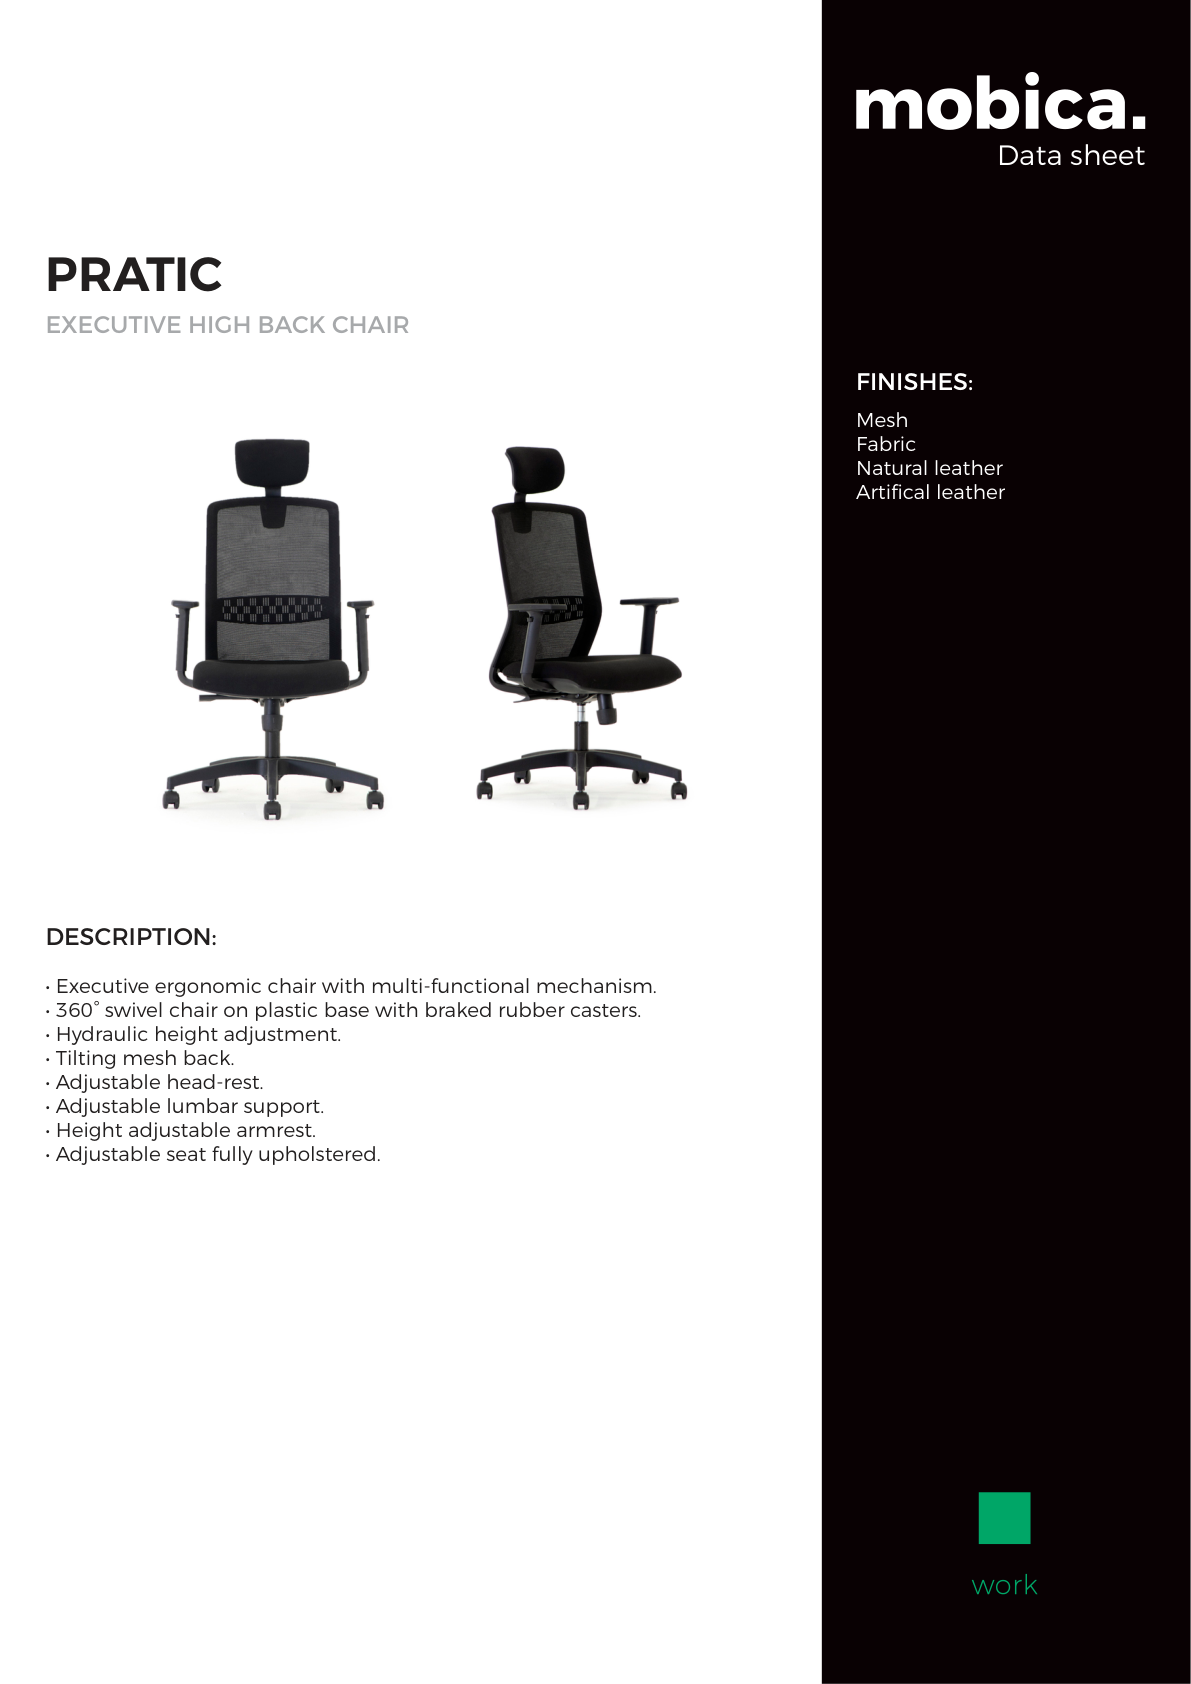 mobica.
Data sheet
PRATIC
EXECUTIVE HIGH BACK CHAIR
FINISHES:
Mesh
Fabric
Natural leather
Artifical leather
DESCRIPTION:
• Executive ergonomic chair with multi-functional mechanism.
• 360° swivel chair on plastic base with braked rubber casters.
• Hydraulic height adjustment.
• Tilting mesh back.
• Adjustable head-rest.
• Adjustable lumbar support.
• Height adjustable armrest.
• Adjustable seat fully upholstered.
work